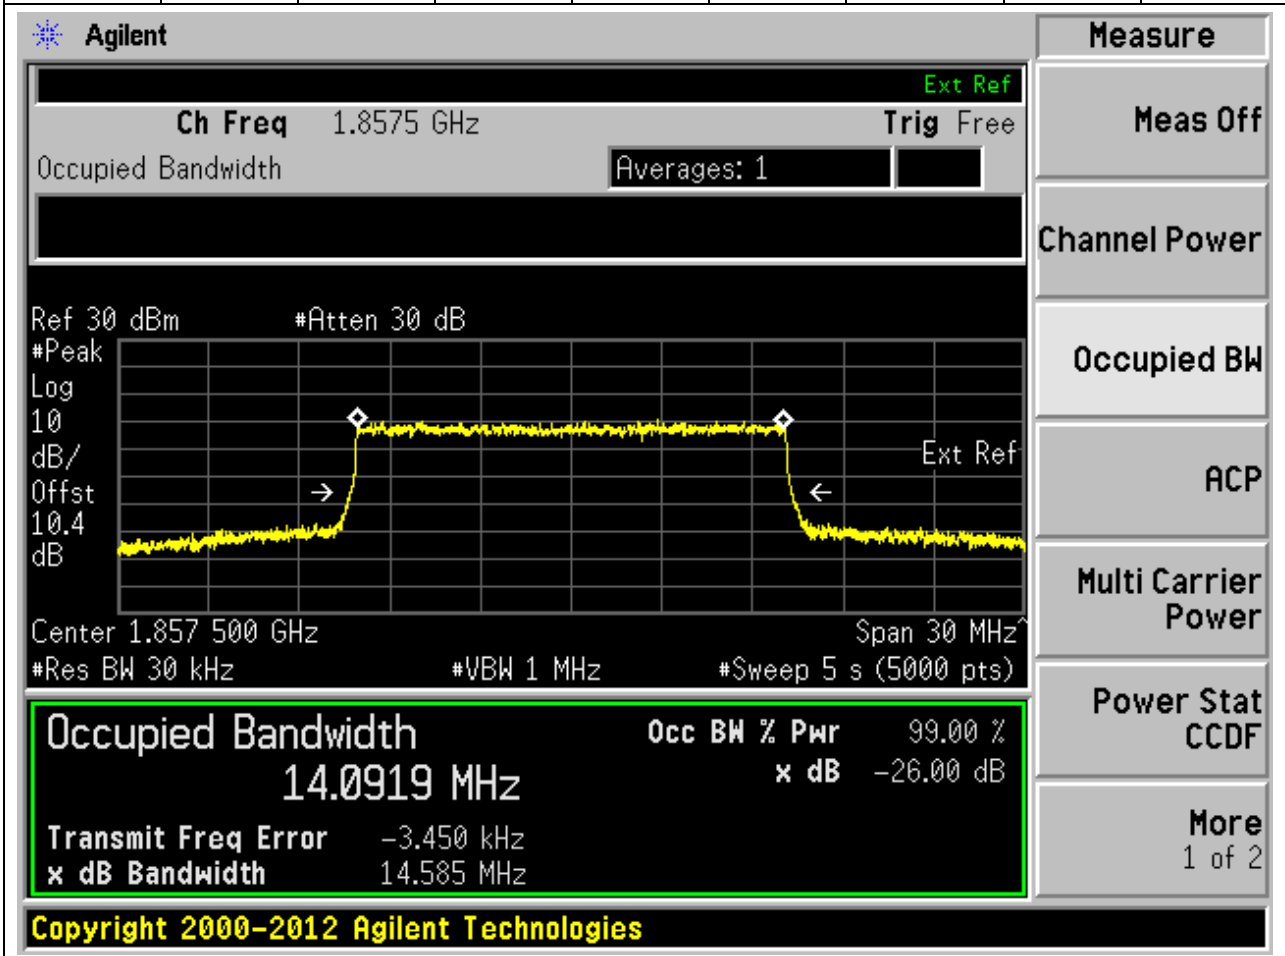 Agilent
Measure
Ext Ref
Ch Freq 1.8575 GHz Trig Free
Meas Off
Occupied Bandwidth Averages: 1
Channel Power
Ref 30 dBm #Atten 30 dB
#Peak
Log
10
dB/
Offst
10.4
dB
Ext Ref
Occupied BW
ACP
Center 1.857 500 GHz Span 30 MHz^
#Res BW 30 kHz #VBW 1 MHz #Sweep 5 s (5000 pts)
Multi Carrier
Power
Occupied Bandwidth Occ BW % Pwr 99.00 %
14.0919 MHz x dB -26.00 dB
Transmit Freq Error -3.450 kHz
x dB Bandwidth 14.585 MHz
Power Stat
CCDF
More
1 of 2
Copyright 2000-2012 Agilent Technologies